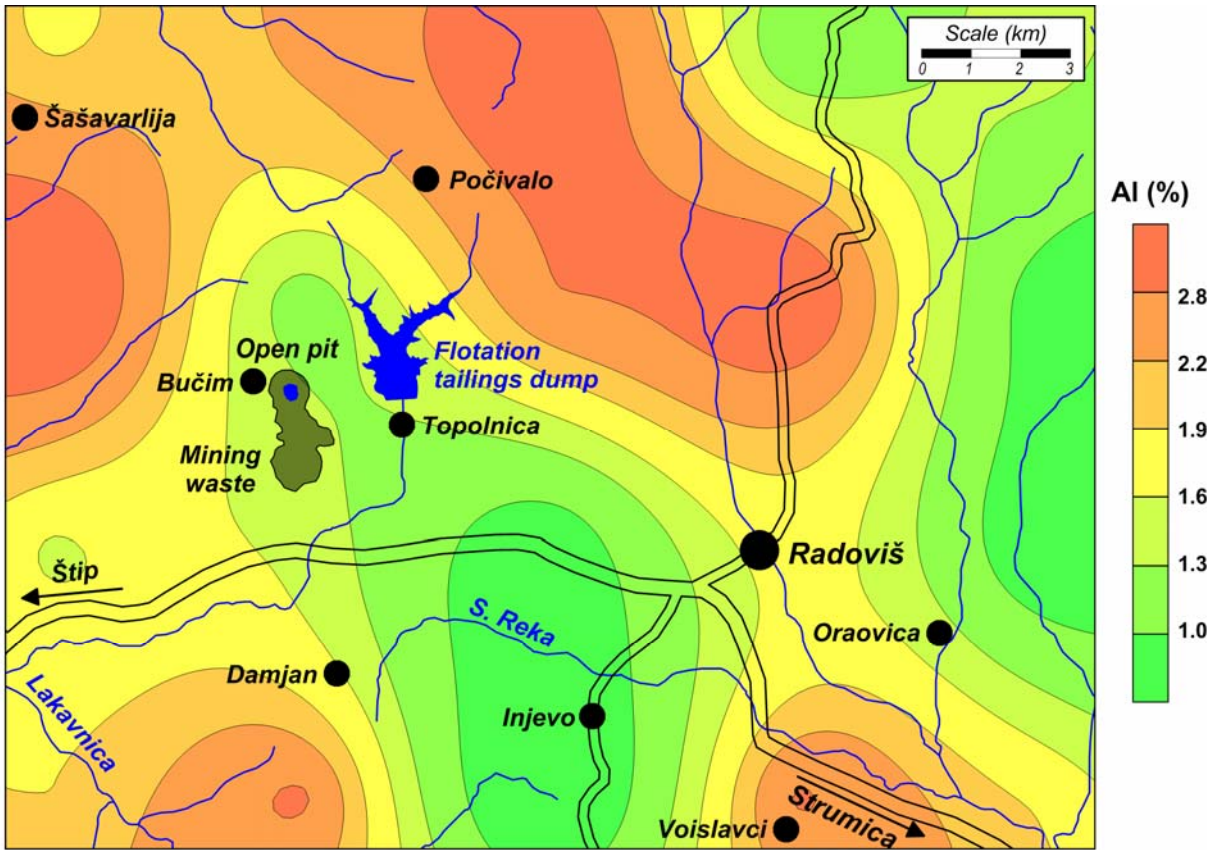 Scale (km)
0 1 2 3
Šašavarlija
Počivalo
Al (%)
2.8
2.2
1.9
1.6
1.3
1.0
Open pit
Bučim
Flotation
tailings dump
Topolnica
Mining
waste
Radoviš
Štip
S. Reka
Oraovica
Damjan
Lakavnica
Injevo
Strumica
Voislavci